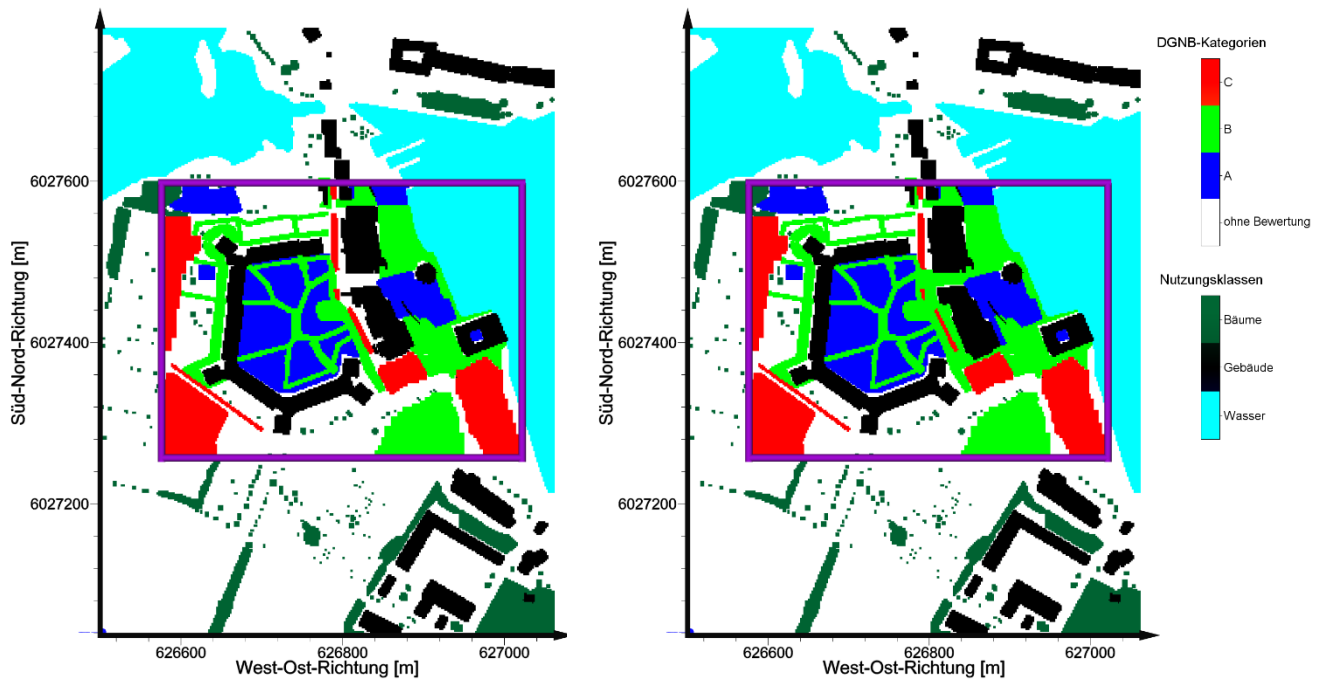 DGNB-Kategorien
C
B
A
ohne Bewertung
Nutzungsklassen
Bäume
Gebäude
Wasser
Süd-Nord-Richtung [m]
6027600
6027400
6027200
626600
626800
627000
West-Ost-Richtung [m]
Süd-Nord-Richtung [m]
6027600
6027400
6027200
626600
626800
627000
West-Ost-Richtung [m]